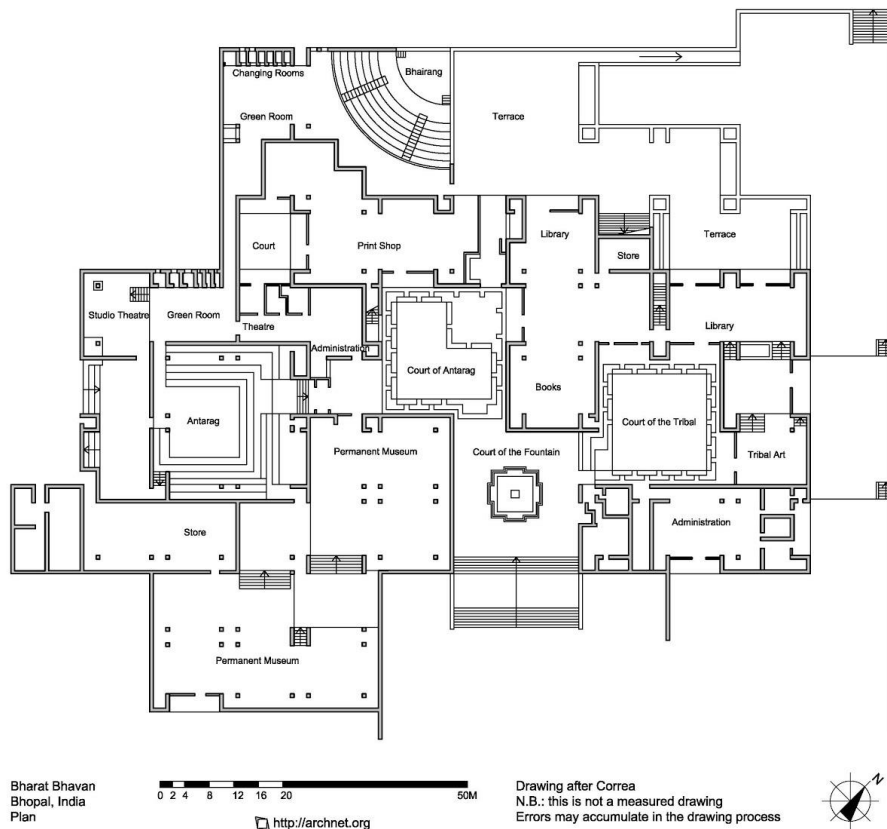 Changing Rooms
Bhairang
Green Room
Terrace
Court
Print Shop
Library
Terrace
Store
Studio Theatre
Green Room
Theatre
Administration
Library
Court of Antarag
Books
Antarag
Court of the Tribal
Permanent Museum
Court of the Fountain
Tribal Art
Store
Administration
Permanent Museum
Bharat Bhavan
Bhopal, India
Plan
0 2 4 8 12 16 20 50M
http://archnet.org
Drawing after Correa
N.B.: this is not a measured drawing
Errors may accumulate in the drawing process
N